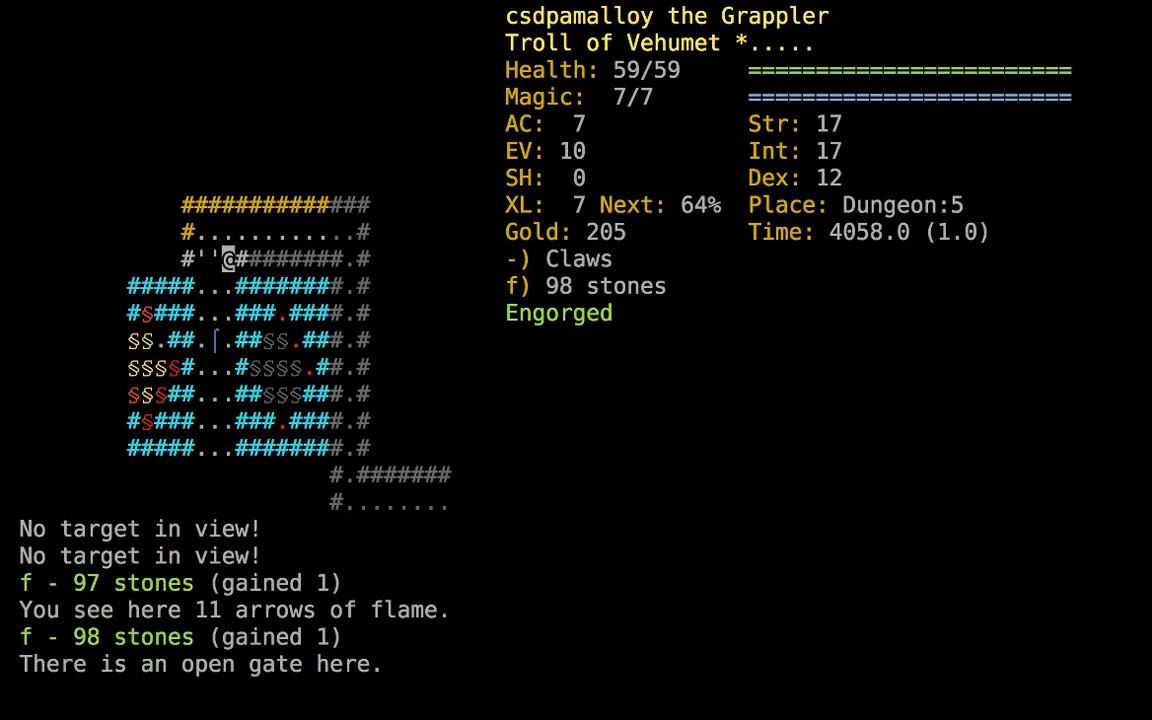 csdpamalloy the Grappler
Troll of Vehumet *.....
Health: 59/59 ========================
Magic:  7/7 ========================
AC:  7 Str: 17
EV: 10 Int: 17
SH:  0 Dex: 12
XL:  7 Next: 64% Place: Dungeon:5
Gold: 205 Time: 4058.0 (1.0)
-) Claws
f) 98 stones
Engorged
##############
#............#
#''@########.#
#####...########.#
#§###...###.####.#
§§.##.⌠.##§§.###.#
§§§§#...#§§§§.##.#
§§§##...##§§§###.#
#§###...###.####.#
#####...########.#
#.#######
#........
No target in view!
No target in view!
f - 97 stones (gained 1)
You see here 11 arrows of flame.
f - 98 stones (gained 1)
There is an open gate here.